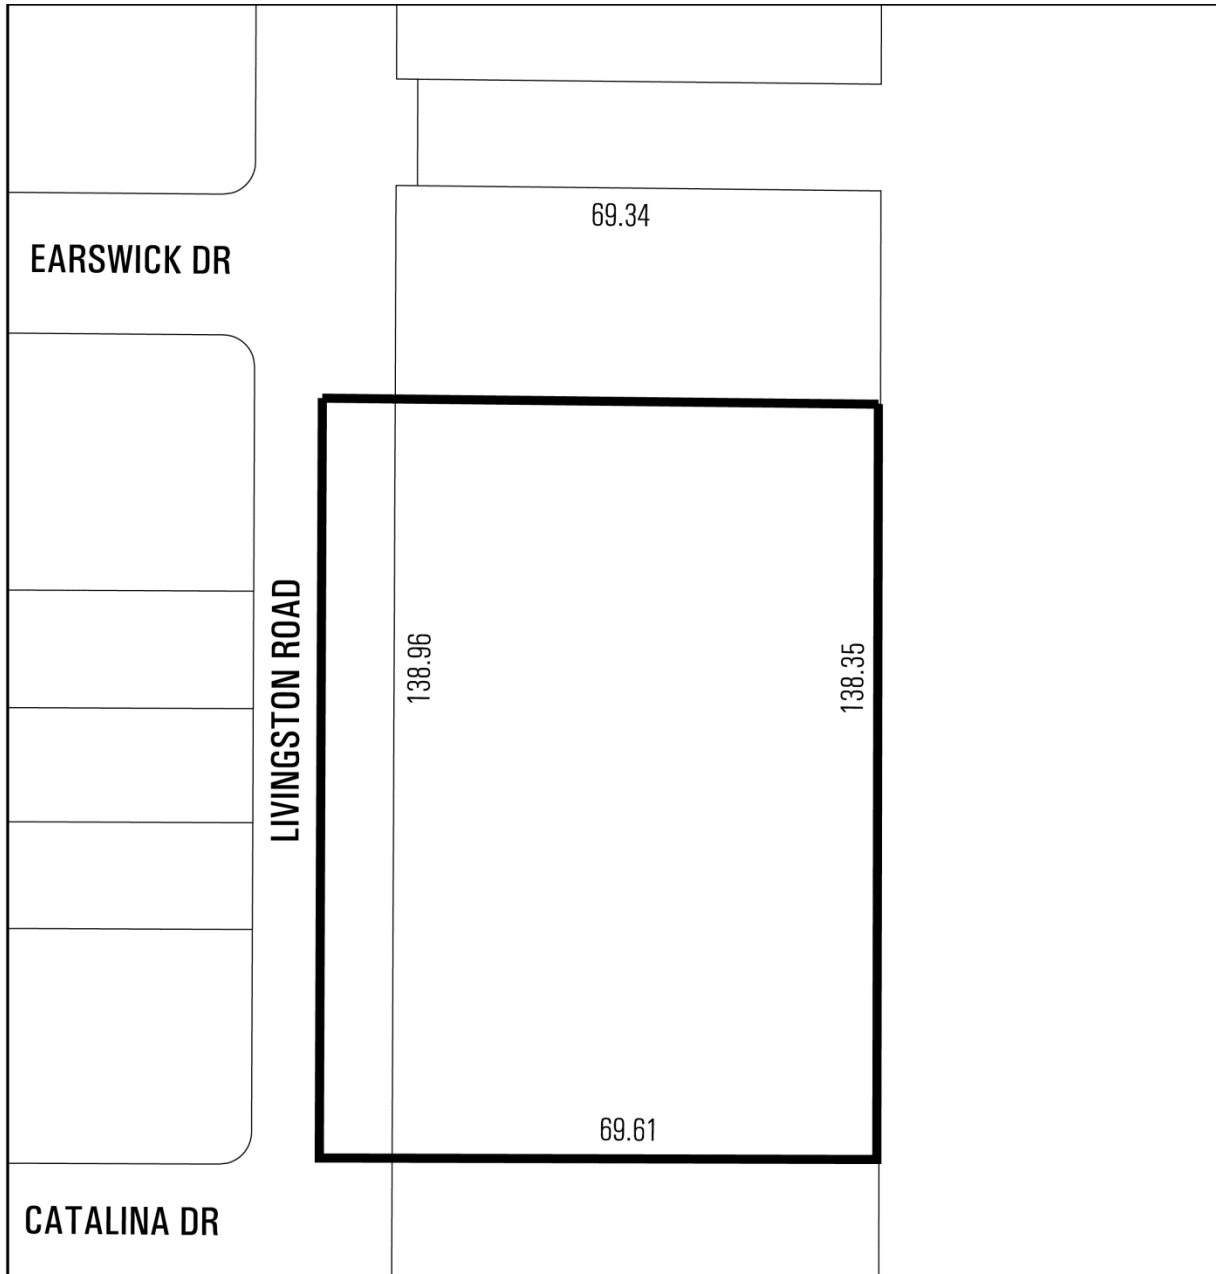 69.34
EARSWICK DR
LIVINGSTON ROAD
138.96
138.35
69.61
CATALINA DR